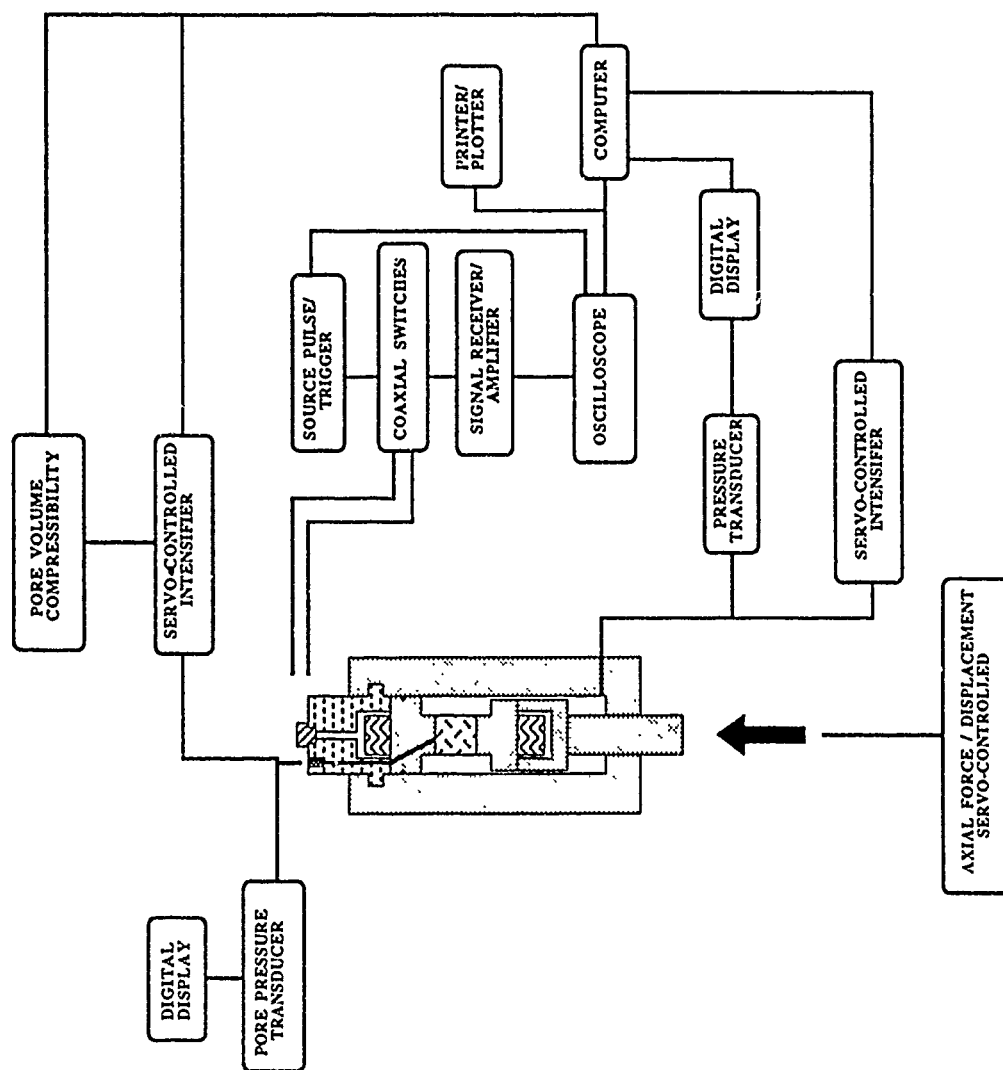 PORE VOLUME
COMPRESSIBILITY
DIGITAL
DISPLAY
SERVO-CONTROLLED
INTENSIFIER
PORE PRESSURE
TRANSDUCER
SOURCE PULSE/
TRIGGER
COAXIAL SWITCHES
PRINTER/
PLOTTER
SIGNAL RECEIVER/
AMPLIFIER
OSCILLOSCOPE
COMPUTER
DIGITAL
DISPLAY
PRESSURE
TRANSDUCER
SERVO-CONTROLLED
INTENSIFER
AXIAL FORCE / DISPLACEMENT
SERVO-CONTROLLED